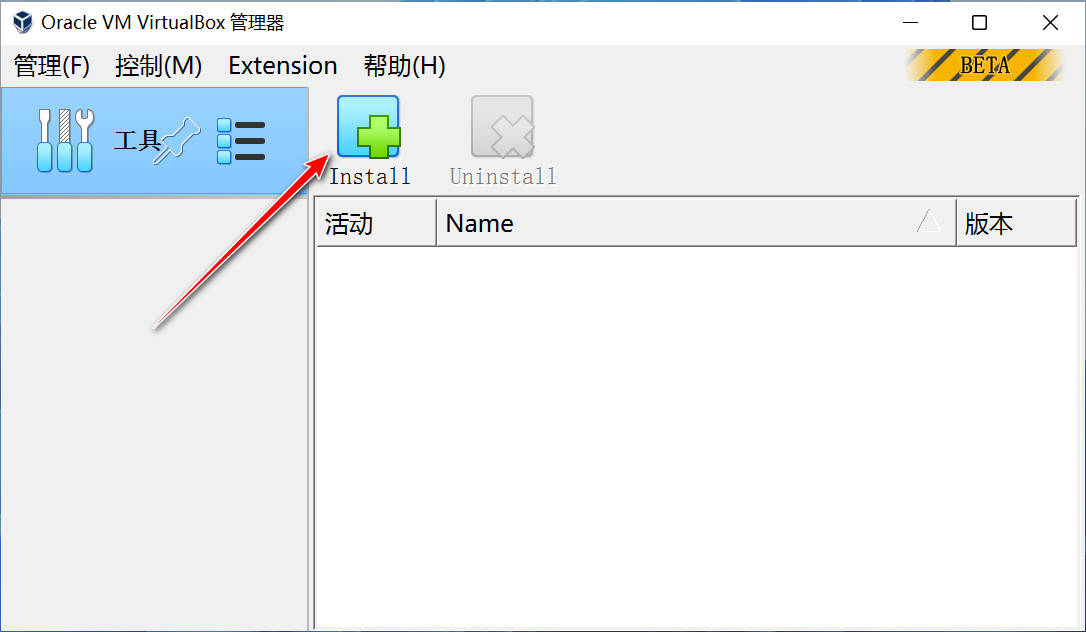 Oracle VM VirtualBox 管理器
管理(F) 控制(M) Extension 帮助(H) BETA
工具
Install Uninstall
活动 Name 版本